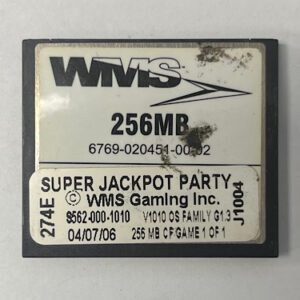 WMS
256MB
6769-020451-00-02
274E
SUPER JACKPOT PARTY
© WMS Gaming Inc.
9562-000-1010 V1010 OS FAMILY G1.3
04/07/06 256 MB CF GAME 1 OF 1
J1004